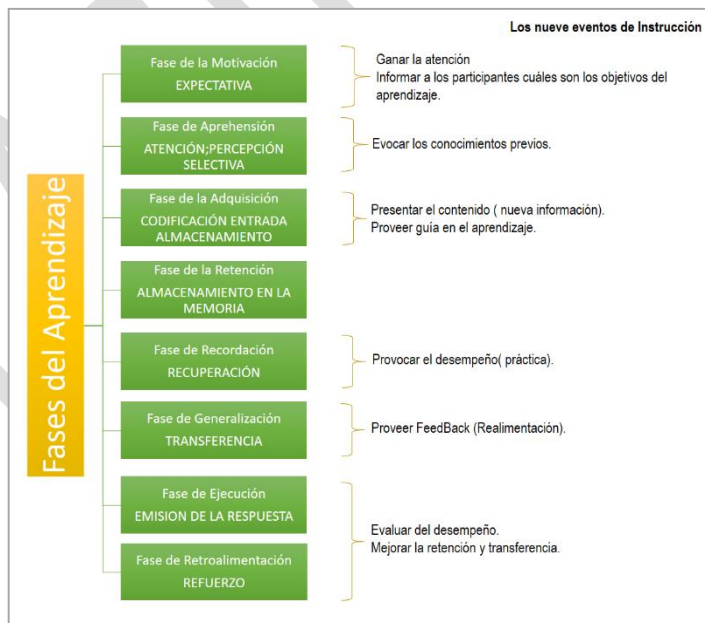 Los nueve eventos de Instrucción
Fases del Aprendizaje
Fase de la Motivación
EXPECTATIVA
Ganar la atención
Informar a los participantes cuáles son los objetivos del
aprendizaje.
Fase de Aprehensión
ATENCIÓN;PERCEPCIÓN
SELECTIVA
Evocar los conocimientos previos.
Fase de la Adquisición
CODIFICACIÓN ENTRADA
ALMACENAMIENTO
Presentar el contenido ( nueva información).
Proveer guía en el aprendizaje.
Fase de la Retención
ALMACENAMIENTO EN LA
MEMORIA
Fase de Recordación
RECUPERACIÓN
Provocar el desempeño( práctica).
Fase de Generalización
TRANSFERENCIA
Proveer FeedBack (Realimentación).
Fase de Ejecución
EMISION DE LA RESPUESTA
Evaluar del desempeño.
Mejorar la retención y transferencia.
Fase de Retroalimentación
REFUERZO